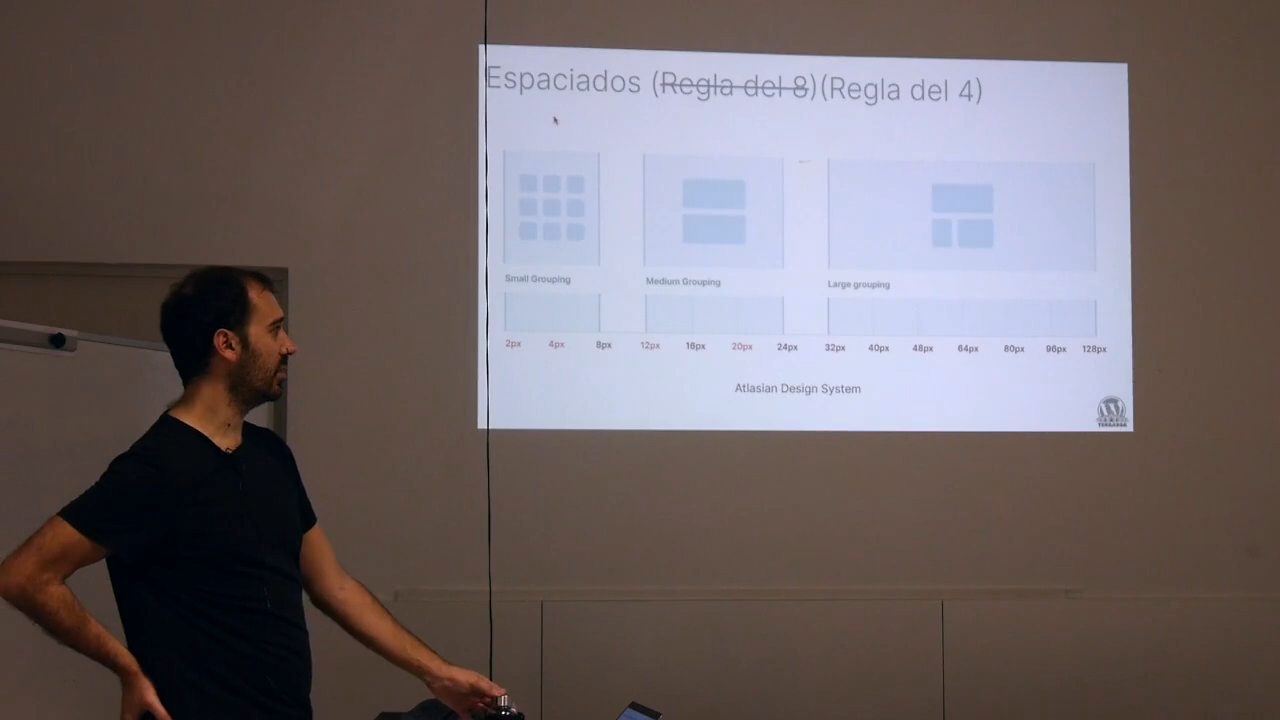 Espaciados (Regla del 8)(Regla del 4)
Small Grouping
Medium Grouping
Large grouping
2px 4px 8px 12px 16px 20px 24px 32px 40px 48px 64px 80px 96px 128px
Atlasian Design System
TERRASSA